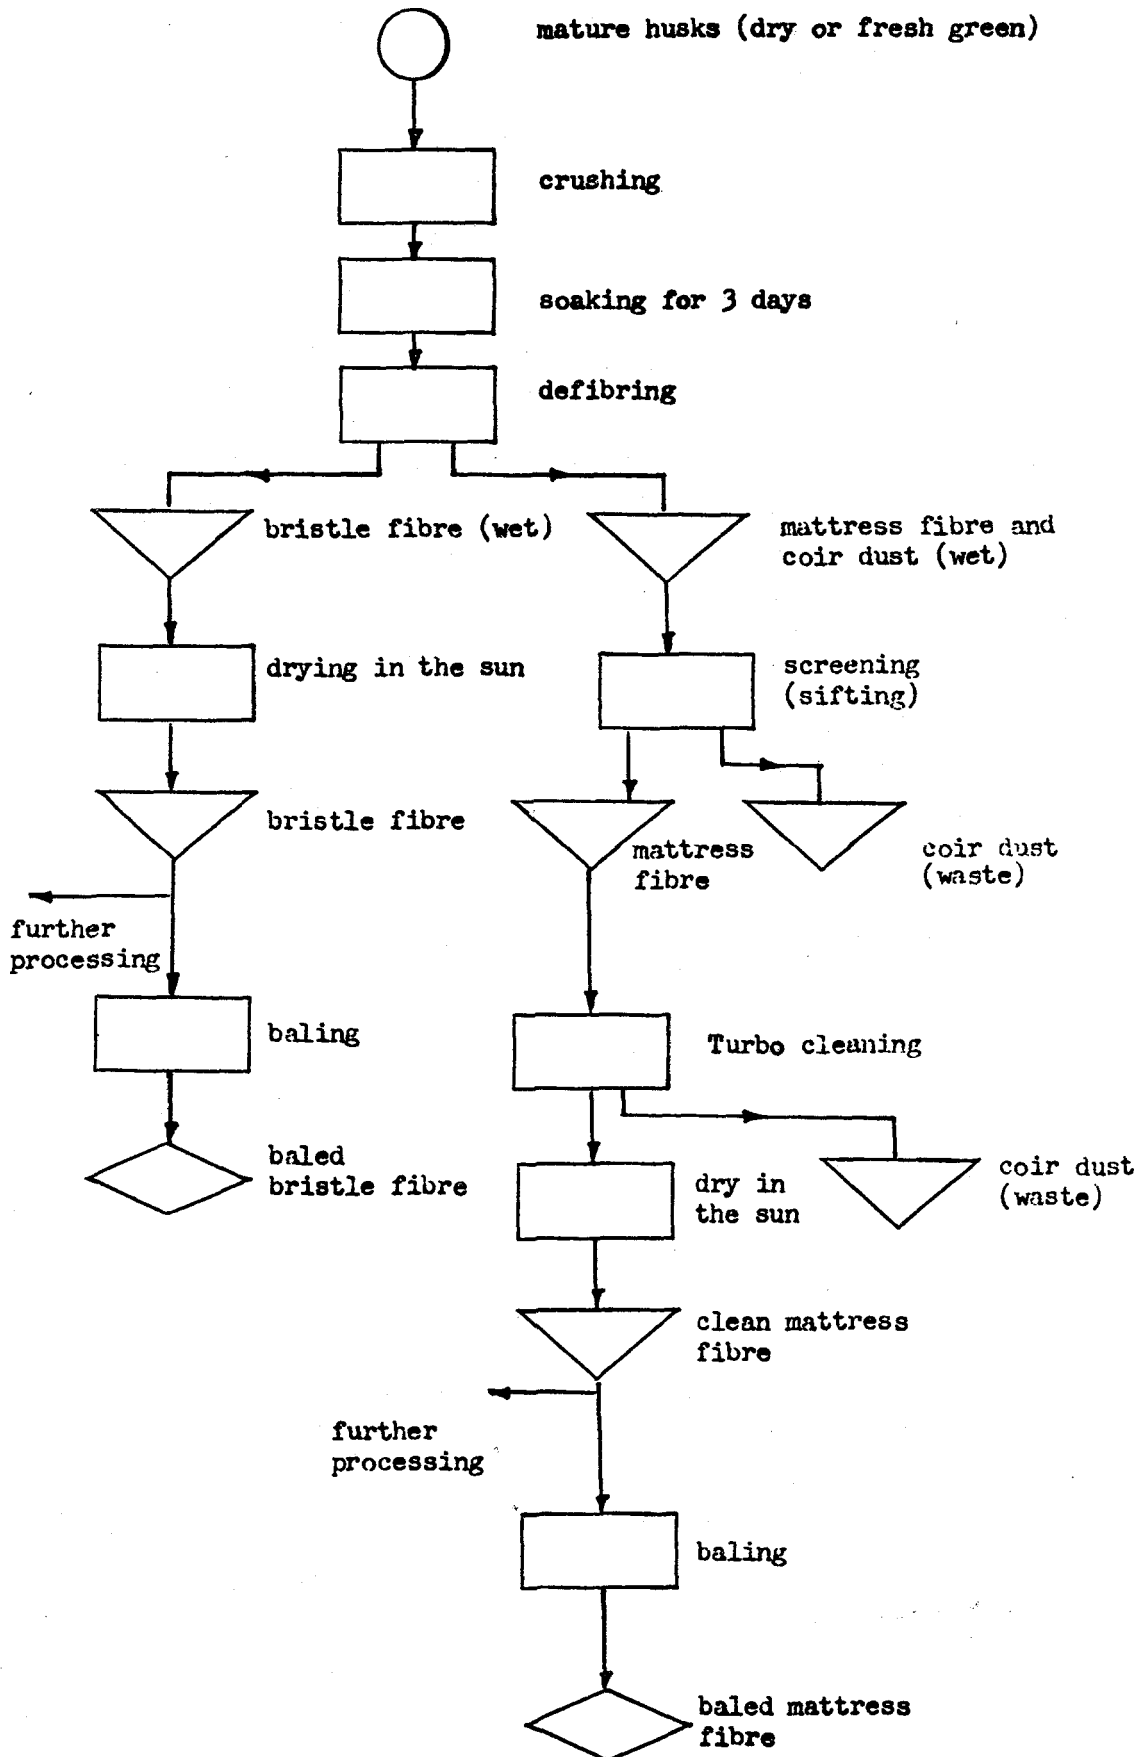 mature husks (dry or fresh green)
crushing
soaking for 3 days
defibring
bristle fibre (wet)
mattress fibre and
coir dust (wet)
drying in the sun
screening
(sifting)
bristle fibre
mattress
fibre
coir dust
(waste)
further
processing
baling
Turbo cleaning
baled
bristle fibre
dry in
the sun
coir dust
(waste)
clean mattress
fibre
further
processing
baling
baled mattress
fibre